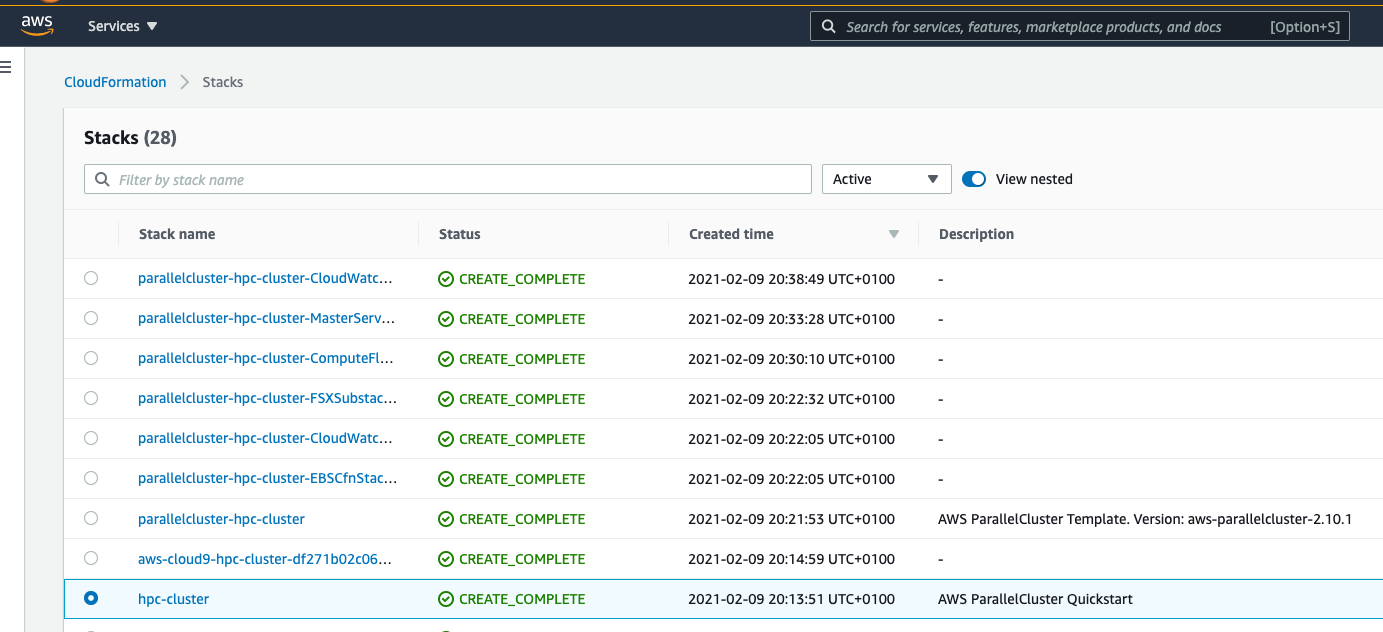 aws Services Search for services, features, marketplace products, and docs [Option+S]
CloudFormation Stacks
Stacks (28)
Filter by stack name Active View nested
Stack name Status Created time Description
parallelcluster-hpc-cluster-CloudWatc... CREATE_COMPLETE 2021-02-09 20:38:49 UTC+0100 -
parallelcluster-hpc-cluster-MasterServ... CREATE_COMPLETE 2021-02-09 20:33:28 UTC+0100 -
parallelcluster-hpc-cluster-ComputeFl... CREATE_COMPLETE 2021-02-09 20:30:10 UTC+0100 -
parallelcluster-hpc-cluster-FSXSubstac... CREATE_COMPLETE 2021-02-09 20:22:32 UTC+0100 -
parallelcluster-hpc-cluster-CloudWatc... CREATE_COMPLETE 2021-02-09 20:22:05 UTC+0100 -
parallelcluster-hpc-cluster-EBSCfnStac... CREATE_COMPLETE 2021-02-09 20:22:05 UTC+0100 -
parallelcluster-hpc-cluster CREATE_COMPLETE 2021-02-09 20:21:53 UTC+0100 AWS ParallelCluster Template. Version: aws-parallelcluster-2.10.1
aws-cloud9-hpc-cluster-df271b02c06... CREATE_COMPLETE 2021-02-09 20:14:59 UTC+0100 -
hpc-cluster CREATE_COMPLETE 2021-02-09 20:13:51 UTC+0100 AWS ParallelCluster Quickstart